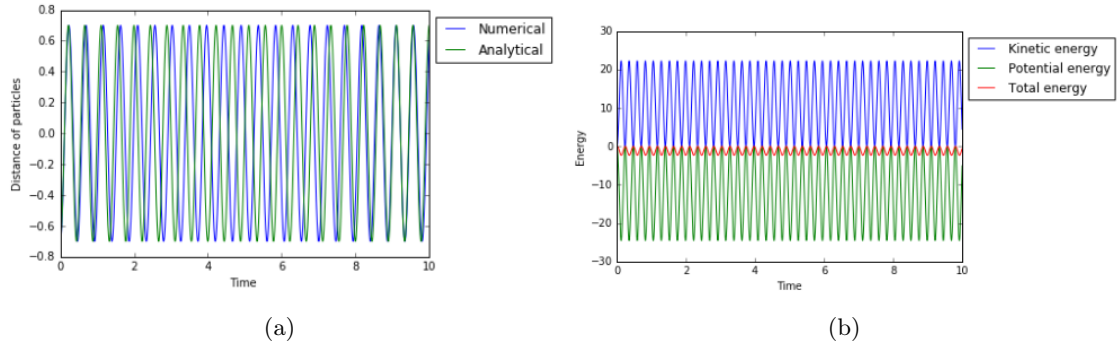 0.8
0.6
0.4
0.2
0.0
−0.2
−0.4
−0.6
−0.8
Distance of particles
0 2 4 6 8 10
Time
Numerical
Analytical
(a)
30
20
10
0
−10
−20
−30
Energy
0 2 4 6 8 10
Time
Kinetic energy
Potential energy
Total energy
(b)